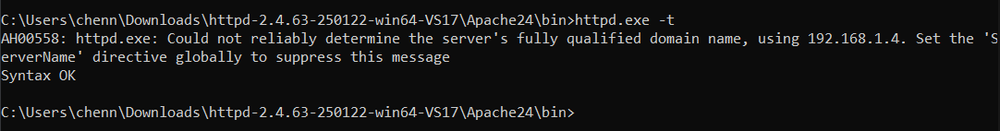 C:\Users\chenn\Downloads\httpd-2.4.63-250122-win64-VS17\Apache24\bin>httpd.exe -t
AH00558: httpd.exe: Could not reliably determine the server's fully qualified domain name, using 192.168.1.4. Set the 'S
erverName' directive globally to suppress this message
Syntax OK
C:\Users\chenn\Downloads\httpd-2.4.63-250122-win64-VS17\Apache24\bin>